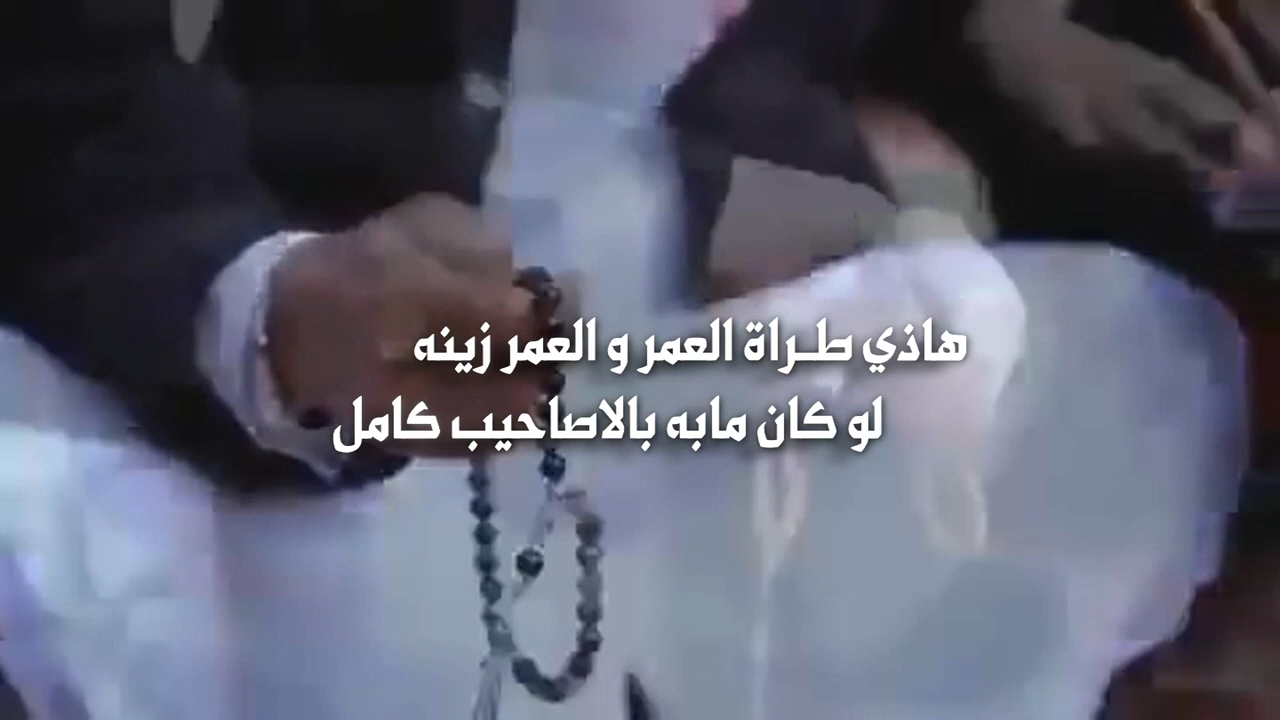 هاذي طراة العمر و العمر زينه
لو كان مابه بالاصاحيب كامل